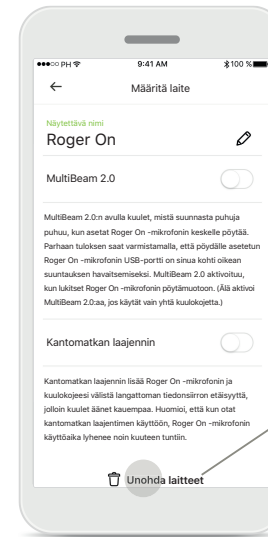 PH 9:41 AM 100 %
Määritä laite
Näytettävä nimi
Roger On
MultiBeam 2.0
MultiBeam 2.0:n avulla kuulet, mistä suunnasta puhuja
puhuu, kun asetat Roger On -mikrofonin keskelle pöytää.
Parhaan tuloksen saat varmistamalla, että pöydälle asetetun
Roger On -mikrofonin USB-portti on sinua kohti oikean
suuntauksen havaitsemiseksi. MultiBeam 2.0 aktivoituu,
kun lukitset Roger On -mikrofonin pöytämuotoon. (Älä aktivoi
MultiBeam 2.0:aa, jos käytät vain yhtä kuulokojetta.)
Kantomatkan laajennin
Kantomatkan laajennin lisää Roger On -mikrofonin ja
kuulokojeesi välistä langattoman tiedonsiirron etäisyyttä,
jolloin kuulet äänet kauempaa. Huomioi, että kun otat
kantomatkan laajentimen käyttöön, Roger On -mikrofonin
käyttöaika lyhenee noin kuuteen tuntiin.
Unohda laitteet